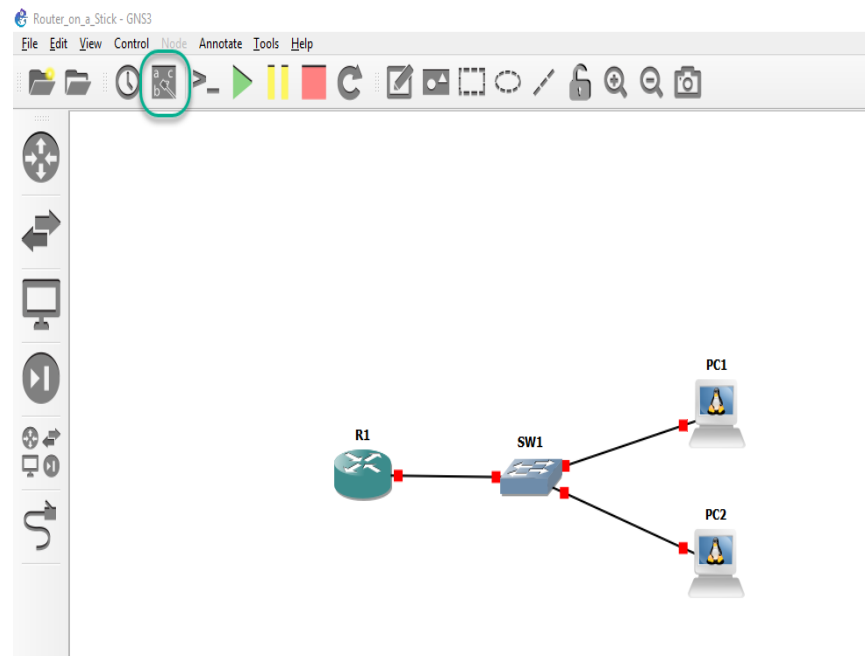 Router_on_a_Stick - GNS3
File Edit View Control Node Annotate Tools Help
a c
b
>_
PC1
R1
SW1
PC2